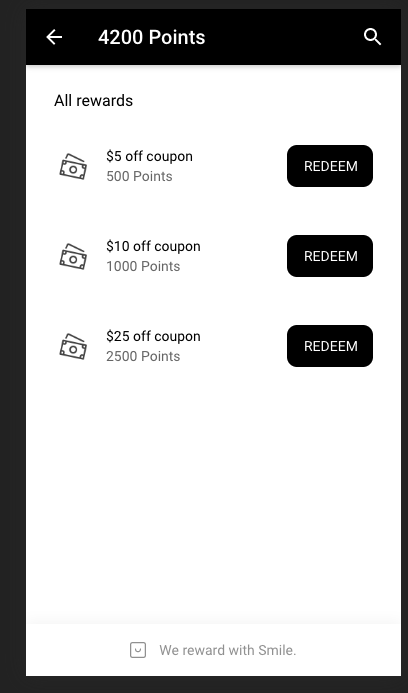 4200 Points
All rewards
$5 off coupon
500 Points
REDEEM
$10 off coupon
1000 Points
REDEEM
$25 off coupon
2500 Points
REDEEM
We reward with Smile.